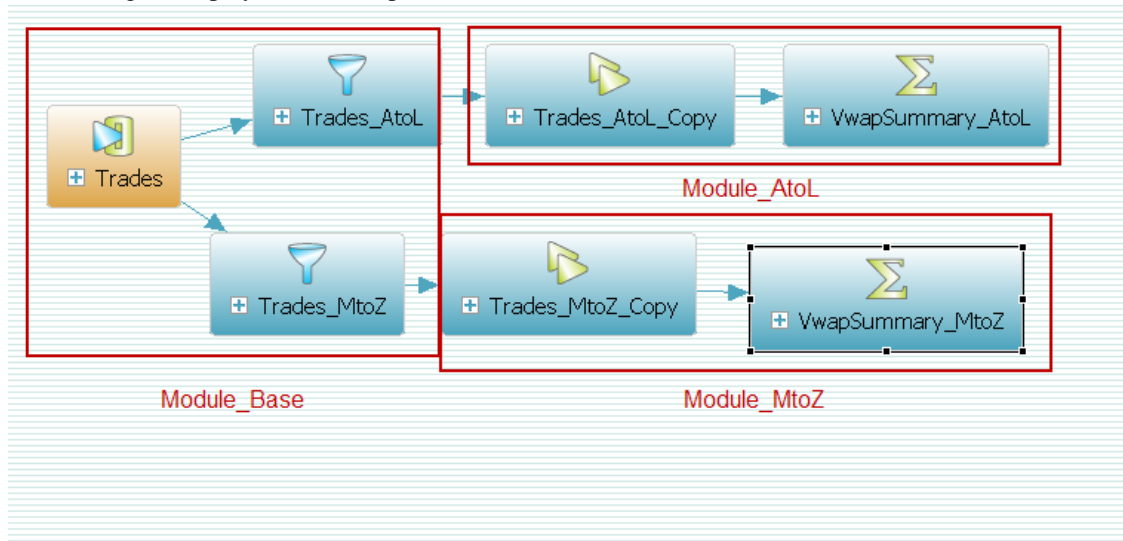 Trades_AtoL
Trades_AtoL_Copy
VwapSummary_AtoL
Trades
Module_AtoL
Trades_MtoZ
Trades_MtoZ_Copy
VwapSummary_MtoZ
Module_Base
Module_MtoZ